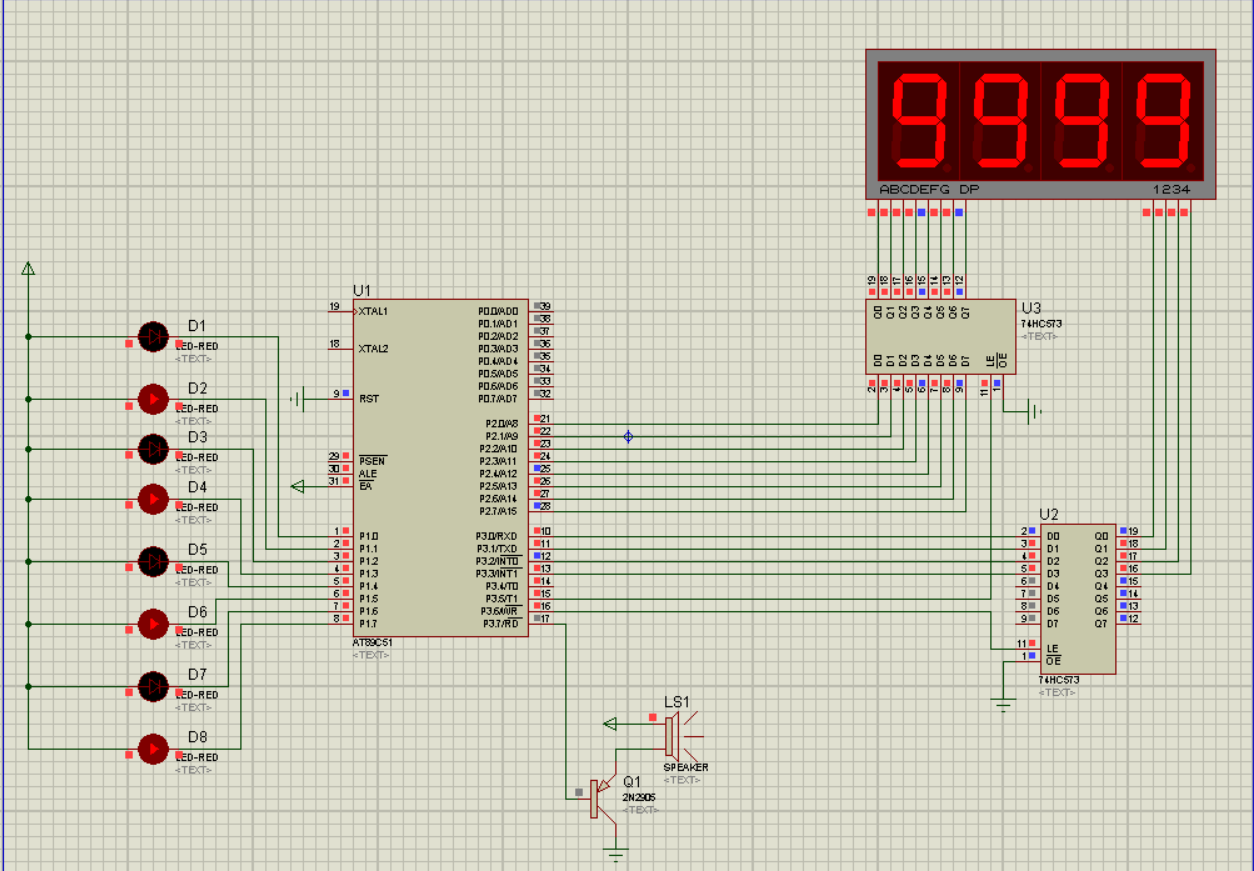 9999
ABCDEFG DP 1234
19 18 17 16 15 14 13 12
Q0 Q1 Q2 Q3 Q4 Q5 Q6 Q7
U3
74HC573
<TEXT>
D0 D1 D2 D3 D4 D5 D6 D7 LE OE
2 3 4 5 6 7 8 9 11 1
D1
LED-RED
<TEXT>
D2
LED-RED
<TEXT>
D3
LED-RED
<TEXT>
D4
LED-RED
<TEXT>
D5
LED-RED
<TEXT>
D6
LED-RED
<TEXT>
D7
LED-RED
<TEXT>
D8
LED-RED
<TEXT>
U1
19 XTAL1
18 XTAL2
9 RST
29 PSEN
30 ALE
31 EA
1 P1.0
2 P1.1
3 P1.2
4 P1.3
5 P1.4
6 P1.5
7 P1.6
8 P1.7
P0.0/AD0 39
P0.1/AD1 38
P0.2/AD2 37
P0.3/AD3 36
P0.4/AD4 35
P0.5/AD5 34
P0.6/AD6 33
P0.7/AD7 32
P2.0/A8 21
P2.1/A9 22
P2.2/A10 23
P2.3/A11 24
P2.4/A12 25
P2.5/A13 26
P2.6/A14 27
P2.7/A15 28
P3.0/RXD 10
P3.1/TXD 11
P3.2/INT0 12
P3.3/INT1 13
P3.4/T0 14
P3.5/T1 15
P3.6/WR 16
P3.7/RD 17
AT89C51
<TEXT>
U2
2 D0 Q0 19
3 D1 Q1 18
4 D2 Q2 17
5 D3 Q3 16
6 D4 Q4 15
7 D5 Q5 14
8 D6 Q6 13
9 D7 Q7 12
11 LE
1 OE
74HC573
<TEXT>
LS1
SPEAKER
<TEXT>
Q1
2N2905
<TEXT>